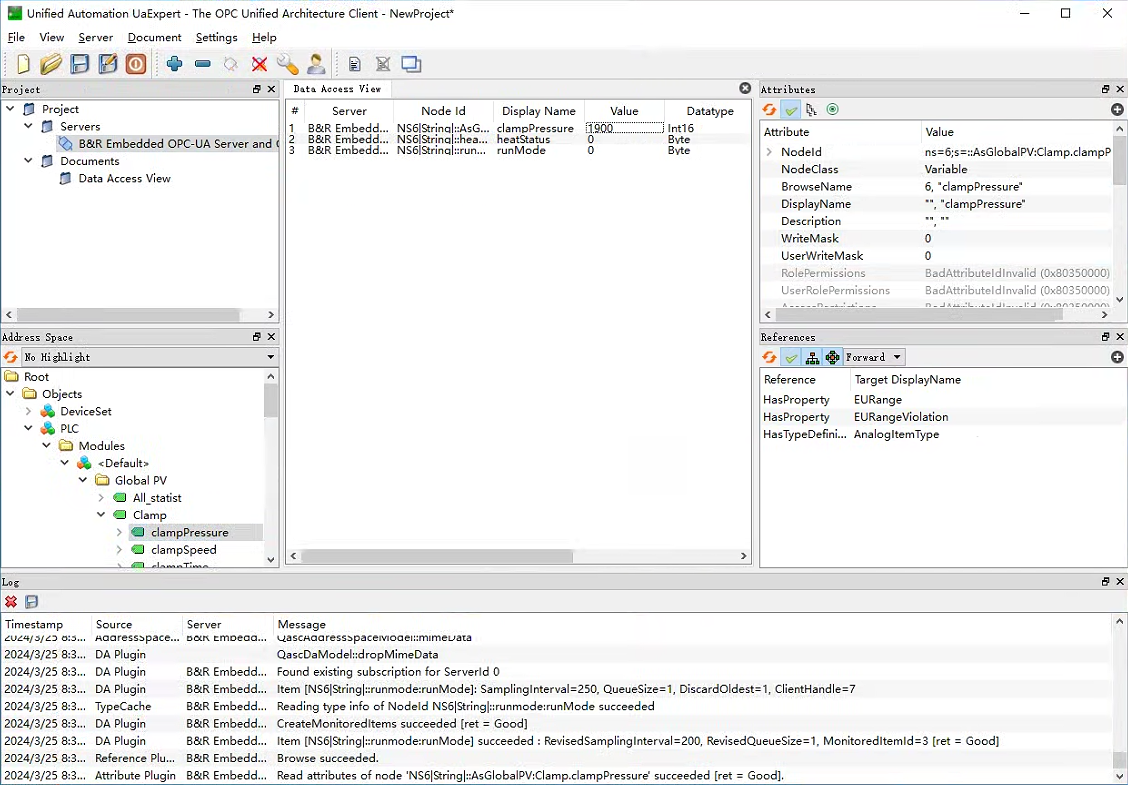 Unified Automation UaExpert - The OPC Unified Architecture Client - NewProject*
File View Server Document Settings Help
Project
Project
Servers
B&R Embedded OPC-UA Server and
Documents
Data Access View
Address Space
No Highlight
Root
Objects
DeviceSet
PLC
Modules
<Default>
Global PV
All_statist
Clamp
clampPressure
clampSpeed
clampTime
Data Access View
# Server Node Id Display Name Value Datatype
1 B&R Embedd... NS6|String|::AsG... clampPressure 1900 Int16
2 B&R Embedd... NS6|String|::hea... heatStatus 0 Byte
3 B&R Embedd... NS6|String|::run... runMode 0 Byte
Attributes
Attribute Value
NodeId ns=6;s=::AsGlobalPV:Clamp.clampP
NodeClass Variable
BrowseName 6, "clampPressure"
DisplayName "", "clampPressure"
Description "", ""
WriteMask 0
UserWriteMask 0
RolePermissions BadAttributeIdInvalid (0x80350000)
UserRolePermissions BadAttributeIdInvalid (0x80350000)
AccessRestrictions BadAttributeIdInvalid (0x80350000)
References
Forward
Reference Target DisplayName
HasProperty EURange
HasProperty EURangeViolation
HasTypeDefini... AnalogItemType
Log
Timestamp Source Server Message
2024/3/25 8:3... AddressSpace... B&R Embedd... QascAddressSpaceModel::mimeData
2024/3/25 8:3... DA Plugin QascDaModel::dropMimeData
2024/3/25 8:3... DA Plugin B&R Embedd... Found existing subscription for ServerId 0
2024/3/25 8:3... DA Plugin B&R Embedd... Item [NS6|String|::runmode:runMode]: SamplingInterval=250, QueueSize=1, DiscardOldest=1, ClientHandle=7
2024/3/25 8:3... TypeCache B&R Embedd... Reading type info of NodeId NS6|String|::runmode:runMode succeeded
2024/3/25 8:3... DA Plugin B&R Embedd... CreateMonitoredItems succeeded [ret = Good]
2024/3/25 8:3... DA Plugin B&R Embedd... Item [NS6|String|::runmode:runMode] succeeded : RevisedSamplingInterval=200, RevisedQueueSize=1, MonitoredItemId=3 [ret = Good]
2024/3/25 8:3... Reference Plu... B&R Embedd... Browse succeeded.
2024/3/25 8:3... Attribute Plugin B&R Embedd... Read attributes of node 'NS6|String|::AsGlobalPV:Clamp.clampPressure' succeeded [ret = Good].